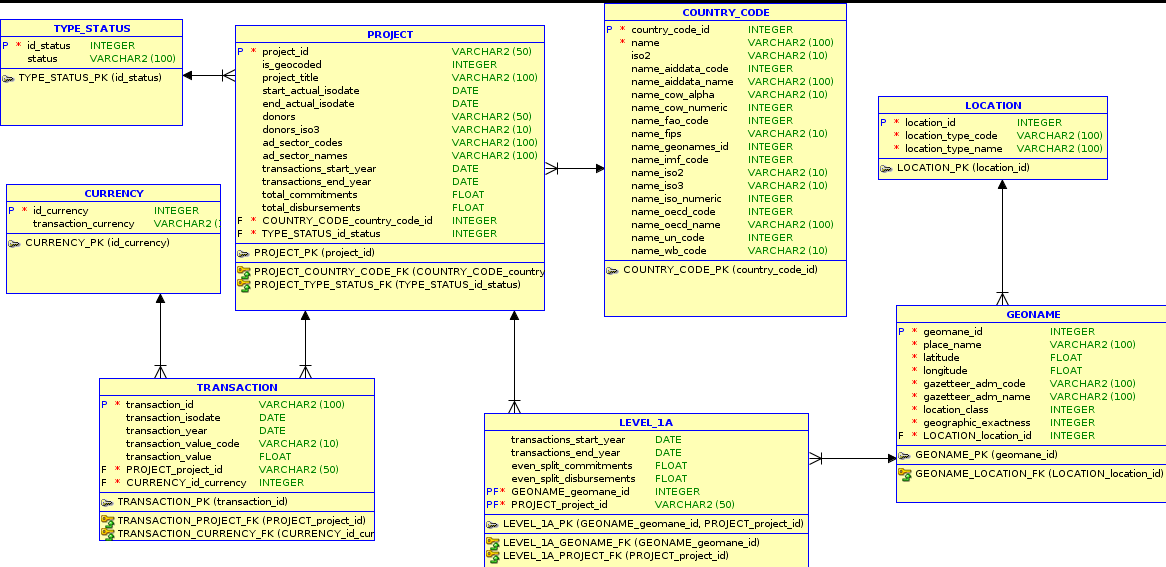 TYPE_STATUS
P * id_status INTEGER
status VARCHAR2 (100)
TYPE_STATUS_PK (id_status)
PROJECT
P * project_id VARCHAR2 (50)
is_geocoded INTEGER
project_title VARCHAR2 (100)
start_actual_isodate DATE
end_actual_isodate DATE
donors VARCHAR2 (50)
donors_iso3 VARCHAR2 (10)
ad_sector_codes VARCHAR2 (100)
ad_sector_names VARCHAR2 (100)
transactions_start_year DATE
transactions_end_year DATE
total_commitments FLOAT
total_disbursements FLOAT
F * COUNTRY_CODE_country_code_id INTEGER
F * TYPE_STATUS_id_status INTEGER
PROJECT_PK (project_id)
PROJECT_COUNTRY_CODE_FK (COUNTRY_CODE_country
PROJECT_TYPE_STATUS_FK (TYPE_STATUS_id_status)
COUNTRY_CODE
P * country_code_id INTEGER
* name VARCHAR2 (100)
iso2 VARCHAR2 (10)
name_aiddata_code INTEGER
name_aiddata_name VARCHAR2 (100)
name_cow_alpha VARCHAR2 (10)
name_cow_numeric INTEGER
name_fao_code INTEGER
name_fips VARCHAR2 (10)
name_geonames_id INTEGER
name_imf_code INTEGER
name_iso2 VARCHAR2 (10)
name_iso3 VARCHAR2 (10)
name_iso_numeric INTEGER
name_oecd_code INTEGER
name_oecd_name VARCHAR2 (100)
name_un_code INTEGER
name_wb_code VARCHAR2 (10)
COUNTRY_CODE_PK (country_code_id)
LOCATION
P * location_id INTEGER
* location_type_code VARCHAR2 (100)
* location_type_name VARCHAR2 (100)
LOCATION_PK (location_id)
CURRENCY
P * id_currency INTEGER
transaction_currency VARCHAR2 (
CURRENCY_PK (id_currency)
TRANSACTION
P * transaction_id VARCHAR2 (100)
transaction_isodate DATE
transaction_year DATE
transaction_value_code VARCHAR2 (10)
transaction_value FLOAT
F * PROJECT_project_id VARCHAR2 (50)
F * CURRENCY_id_currency INTEGER
TRANSACTION_PK (transaction_id)
TRANSACTION_PROJECT_FK (PROJECT_project_id)
TRANSACTION_CURRENCY_FK (CURRENCY_id_cur
LEVEL_1A
transactions_start_year DATE
transactions_end_year DATE
even_split_commitments FLOAT
even_split_disbursements FLOAT
PF* GEONAME_geomane_id INTEGER
PF* PROJECT_project_id VARCHAR2 (50)
LEVEL_1A_PK (GEONAME_geomane_id, PROJECT_project_id)
LEVEL_1A_GEONAME_FK (GEONAME_geomane_id)
LEVEL_1A_PROJECT_FK (PROJECT_project_id)
GEONAME
P * geomane_id INTEGER
* place_name VARCHAR2 (100)
* latitude FLOAT
* longitude FLOAT
* gazetteer_adm_code VARCHAR2 (100)
* gazetteer_adm_name VARCHAR2 (100)
* location_class INTEGER
* geographic_exactness INTEGER
F * LOCATION_location_id INTEGER
GEONAME_PK (geomane_id)
GEONAME_LOCATION_FK (LOCATION_location_id)